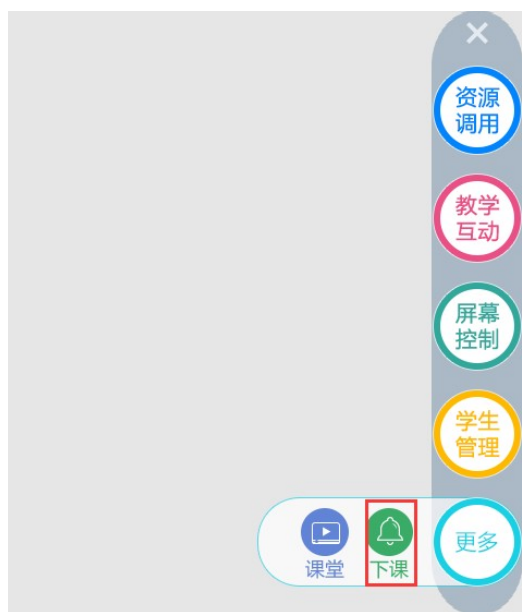 资源
调用
教学
互动
屏幕
控制
学生
管理
更多
课堂
下课